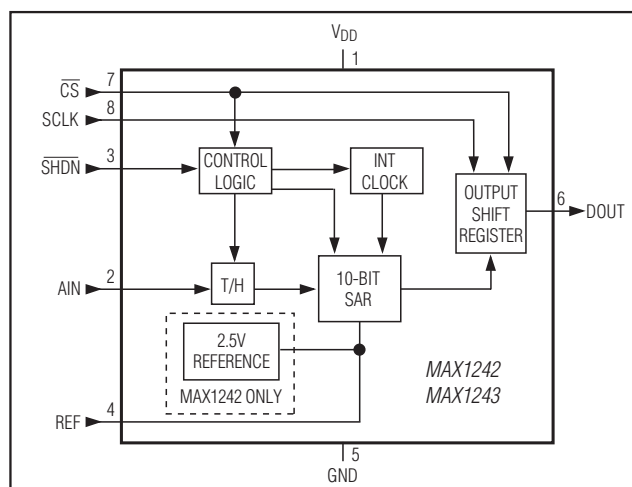 VDD
1
CS
7
SCLK
8
SHDN
3
CONTROL
LOGIC
INT
CLOCK
OUTPUT
SHIFT
REGISTER
6
DOUT
AIN
2
T/H
10-BIT
SAR
2.5V
REFERENCE
MAX1242 ONLY
MAX1242
MAX1243
REF
4
5
GND